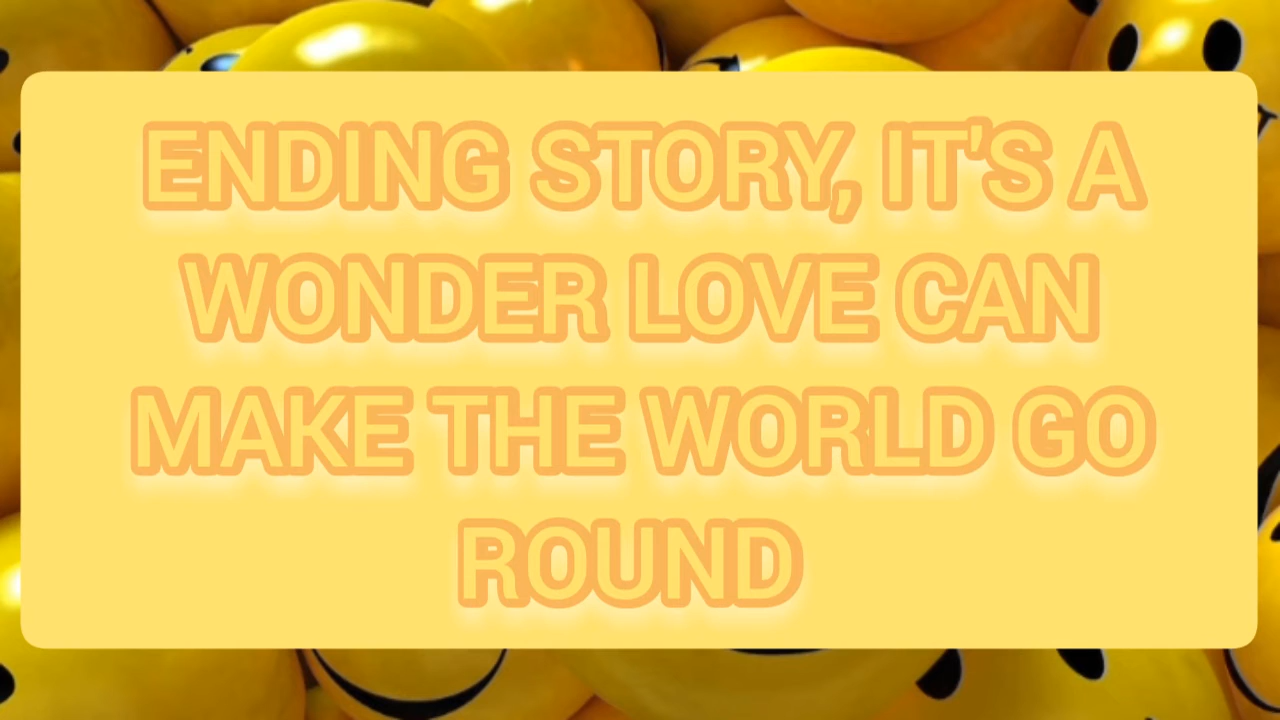 ENDING STORY, IT'S A
WONDER LOVE CAN
MAKE THE WORLD GO
ROUND